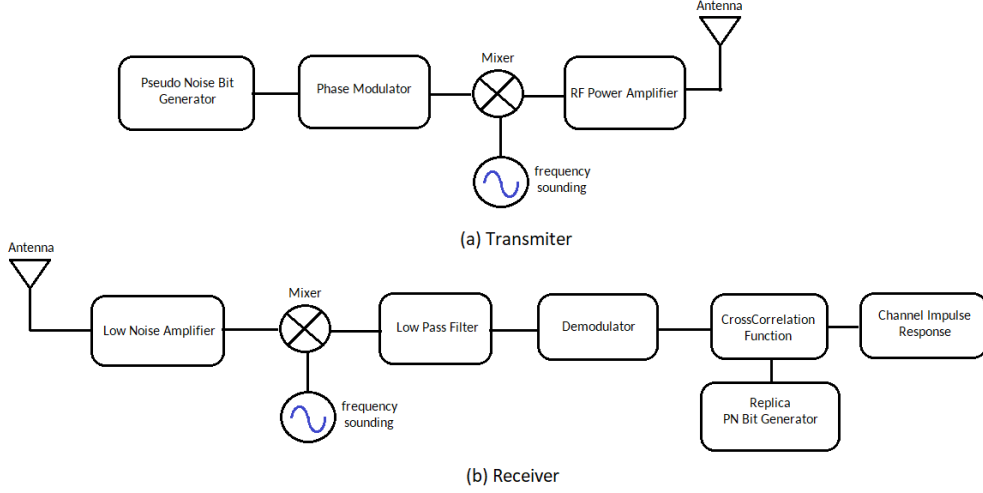 Antenna
Mixer
Pseudo Noise Bit
Generator
Phase Modulator
RF Power Amplifier
frequency
sounding
(a) Transmiter
Antenna
Mixer
Low Noise Amplifier
Low Pass Filter
Demodulator
CrossCorrelation
Function
Channel Impulse
Response
frequency
sounding
Replica
PN Bit Generator
(b) Receiver